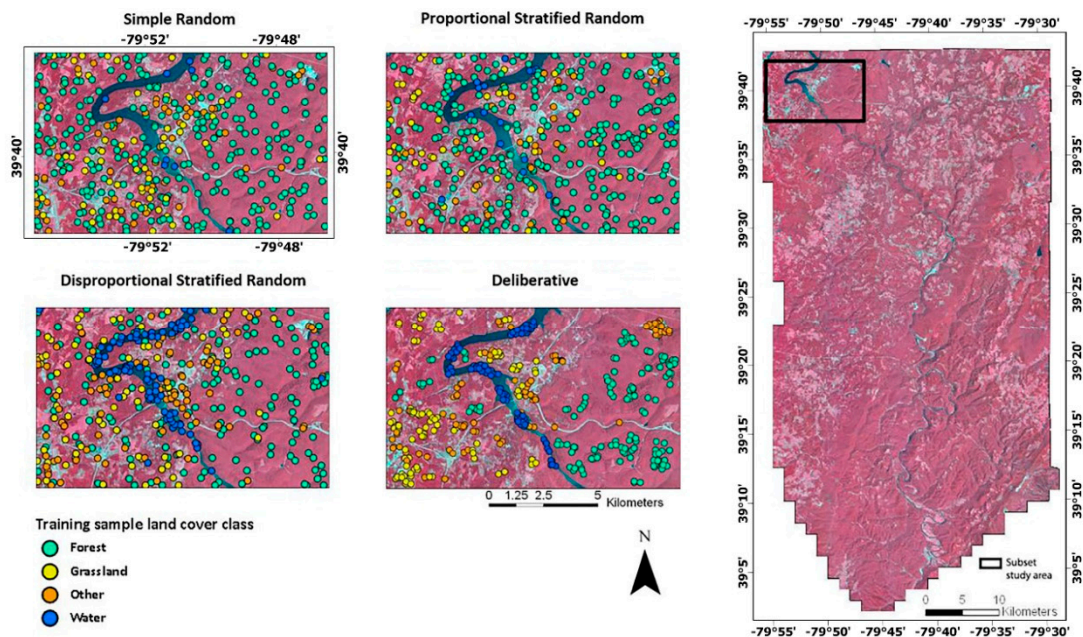 Simple Random
-79°52' -79°48'
39°40' 39°40'
-79°52' -79°48'
Proportional Stratified Random
Disproportional Stratified Random
Deliberative
0 1.25 2.5 5
Kilometers
Training sample land cover class
Forest
Grassland
Other
Water
N
-79°55' -79°50' -79°45' -79°40' -79°35' -79°30'
39°40' 39°40'
39°35' 39°35'
39°30' 39°30'
39°25' 39°25'
39°20' 39°20'
39°15' 39°15'
39°10' 39°10'
39°5' 39°5'
Subset
study area
0 5 10
Kilometers
-79°55' -79°50' -79°45' -79°40' -79°35' -79°30'